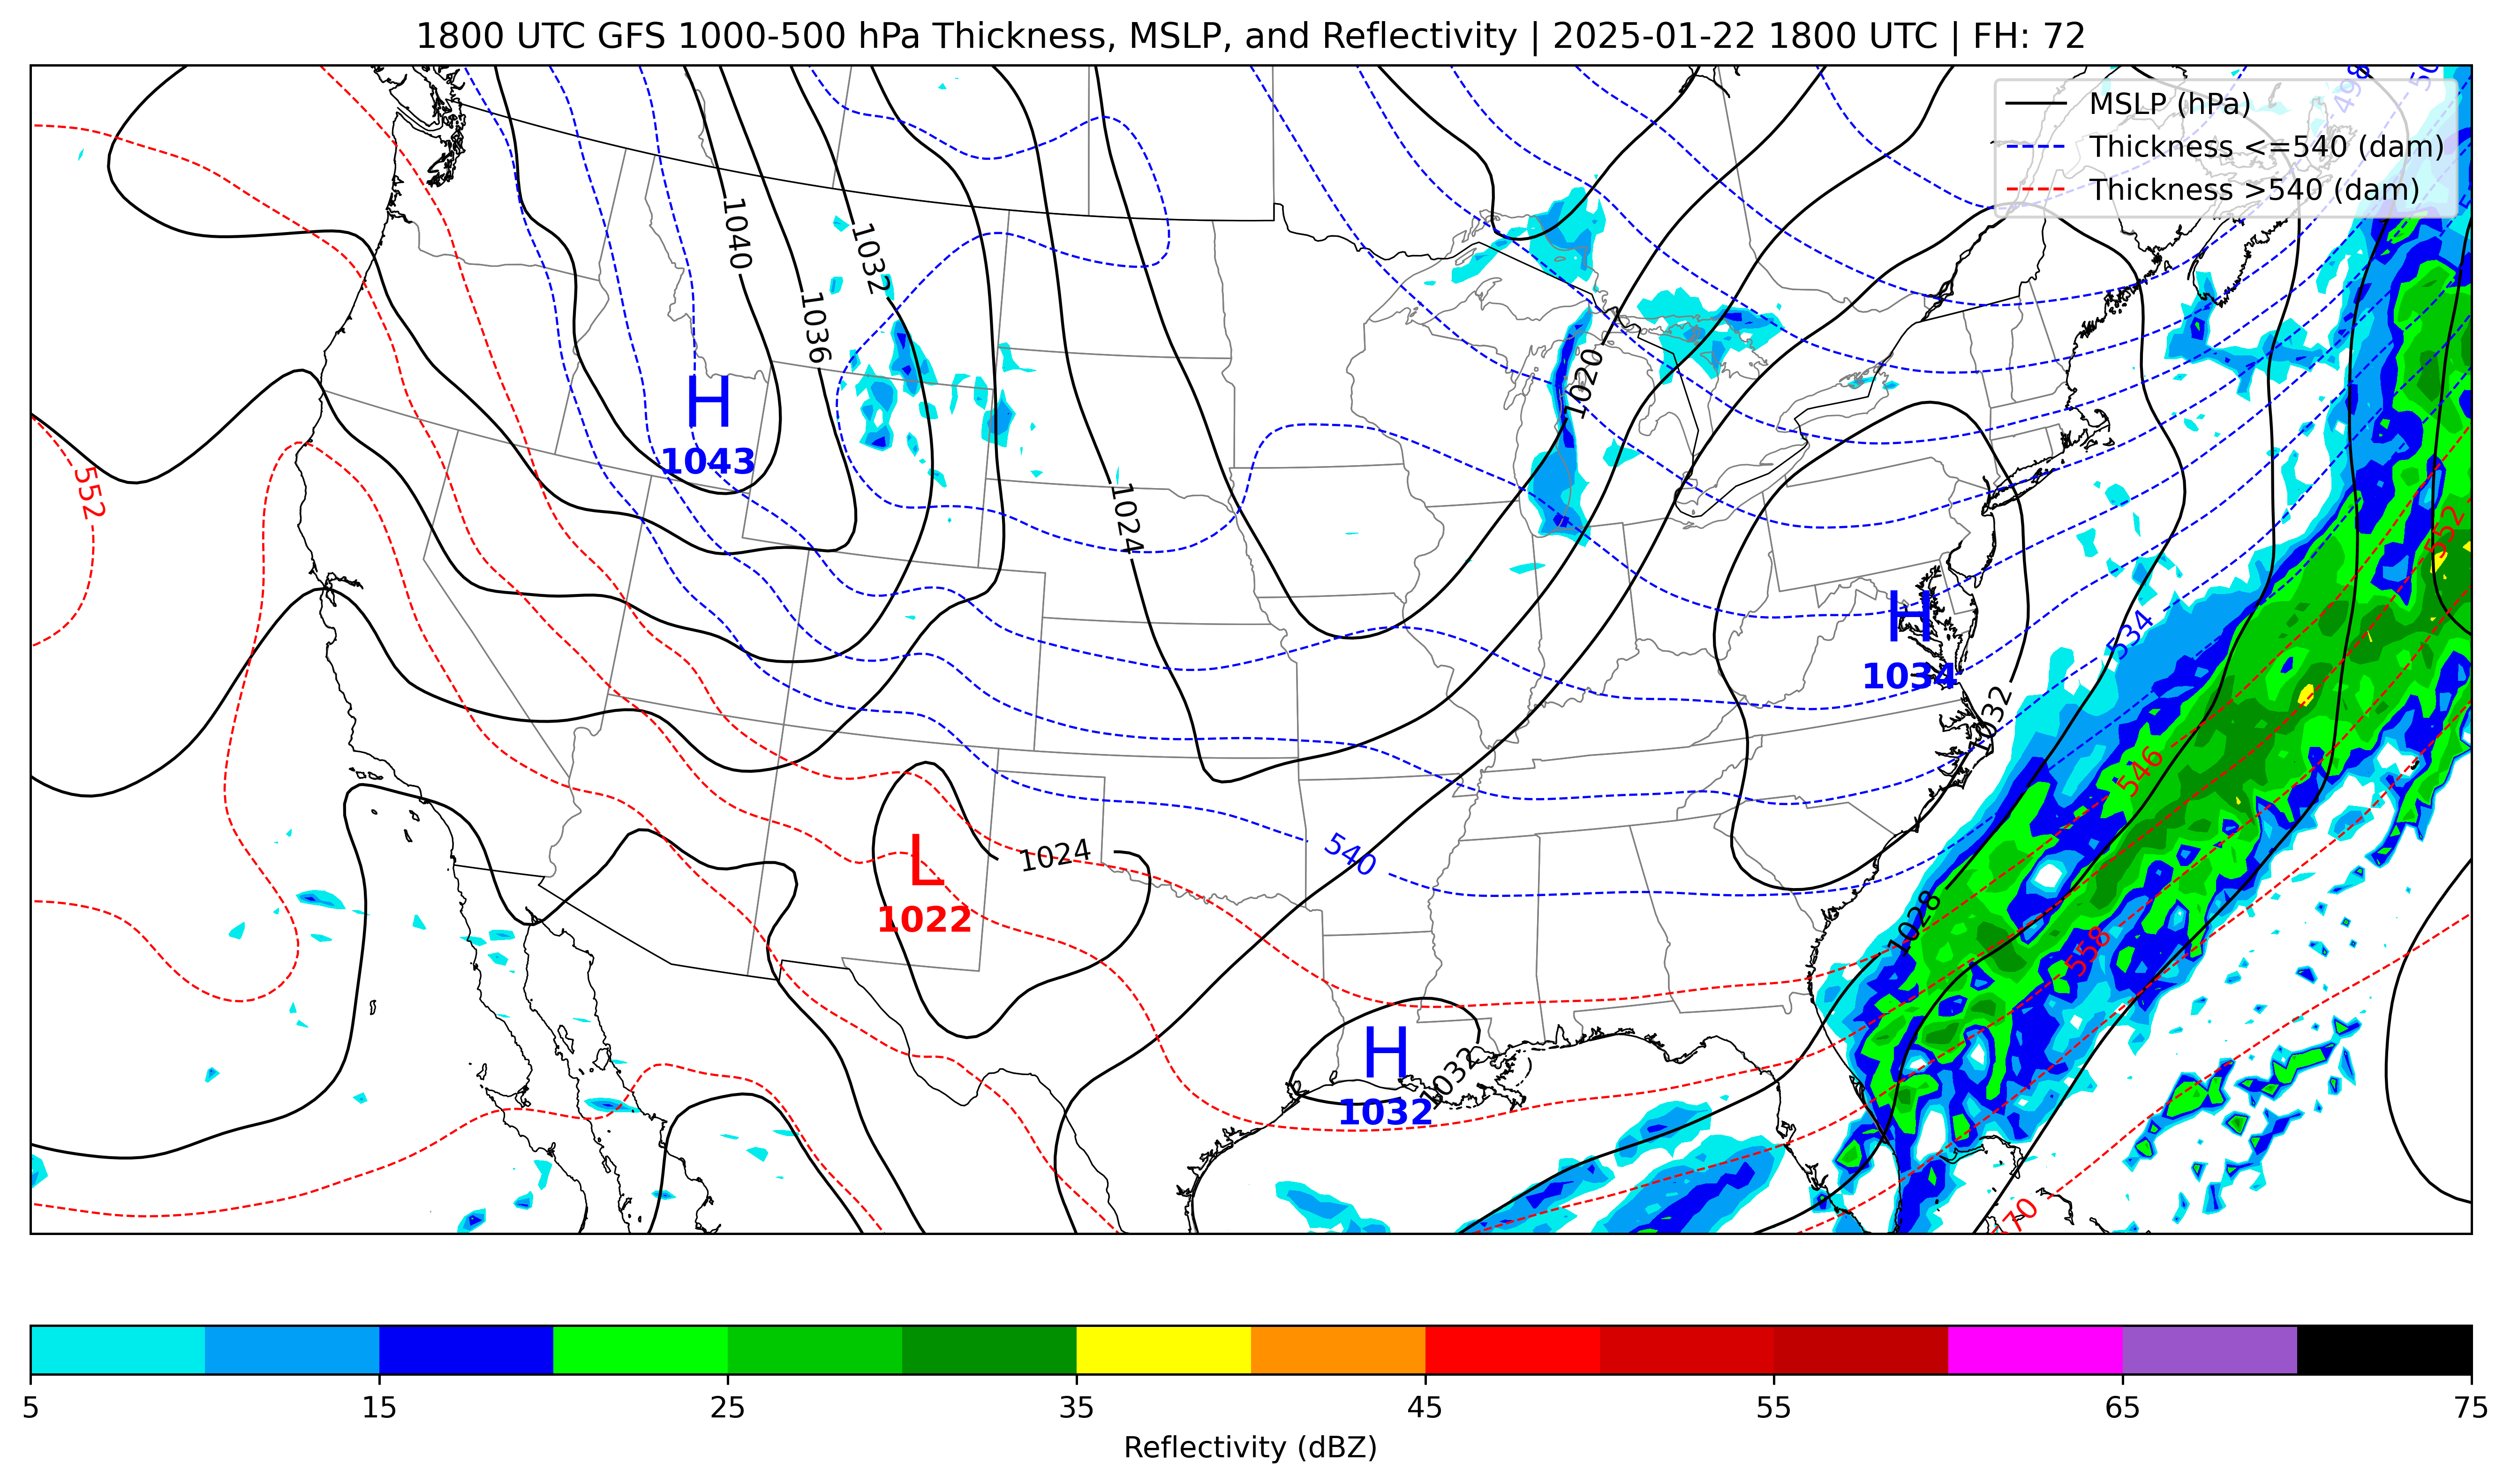 1800 UTC GFS 1000-500 hPa Thickness, MSLP, and Reflectivity | 2025-01-22 1800 UTC | FH: 72
MSLP (hPa)
Thickness <=540 (dam)
Thickness >540 (dam)
498
1040
1032
1036
1020
H
1043
552
1024
552
H
1034
534
1032
546
L
1022
1024
540
1028
558
H
1032
1032
5 15 25 35 45 55 65 75
Reflectivity (dBZ)